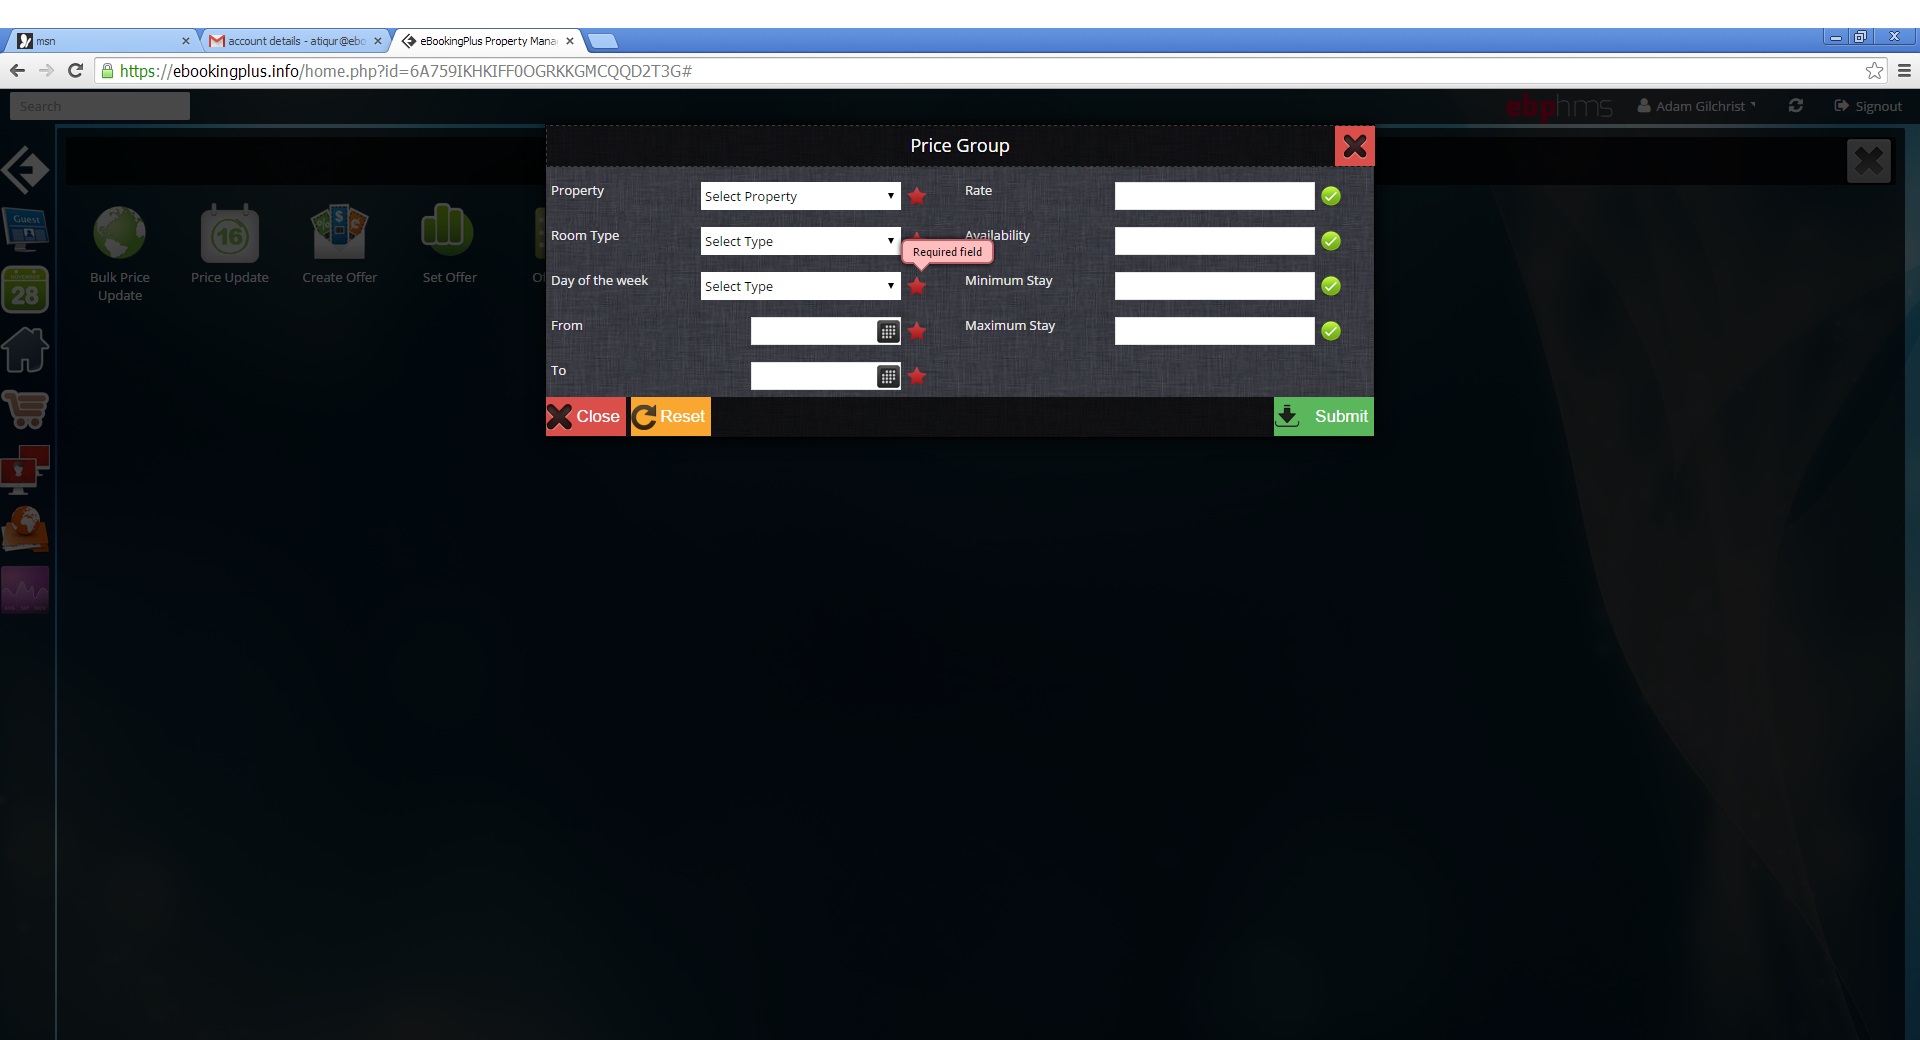 msn
account details - atiqur@ebo
eBookingPlus Property Mana
https://ebookingplus.info/home.php?id=6A759IKHKIFF0OGRKKGMCQQD2T3G#
Search
ebphms
Adam Gilchrist
Signout
Price Group
Guest
NOVEMBER
28
16
Bulk Price
Update
Price Update
Create Offer
Set Offer
Of
Property
Select Property
Rate
Room Type
Select Type
Availability
Required field
Day of the week
Select Type
Minimum Stay
From
Maximum Stay
To
Close
Reset
Submit